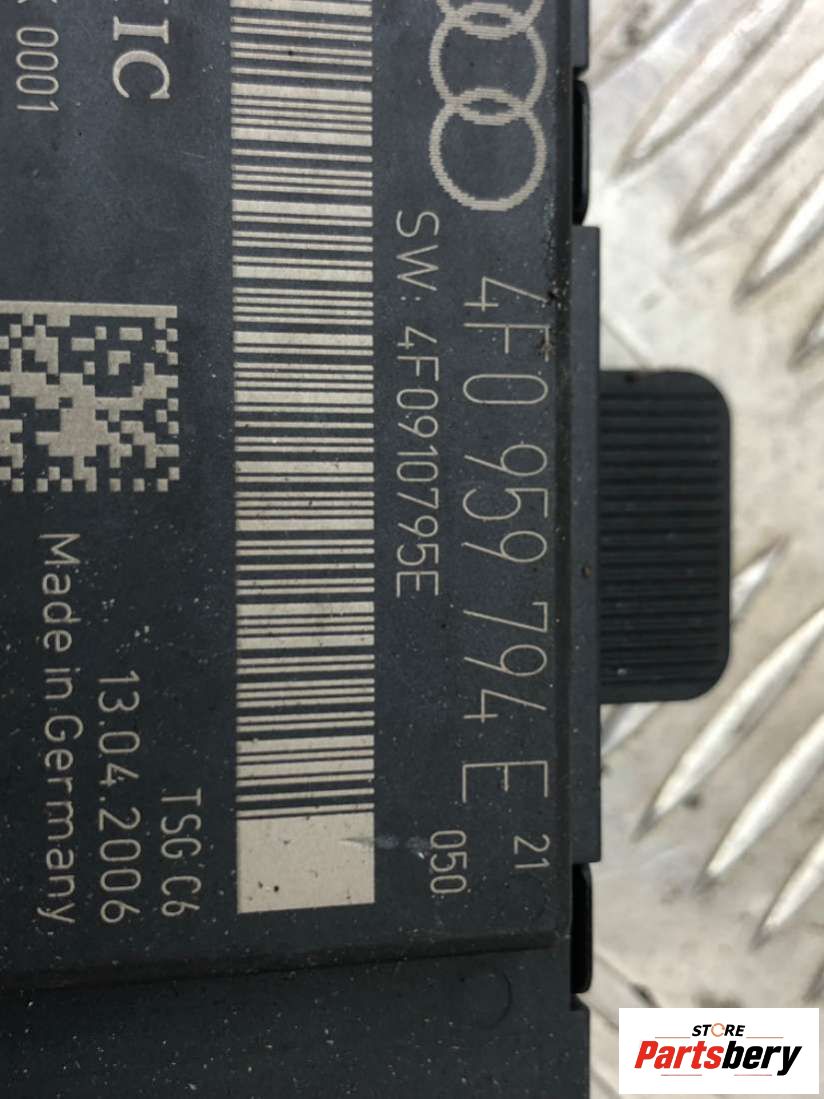 4F0 959 794 E 21
SW: 4F0910795E 050
IC
0001
TSG C6
13.04.2006
Made in Germany
STORE
Partsbery